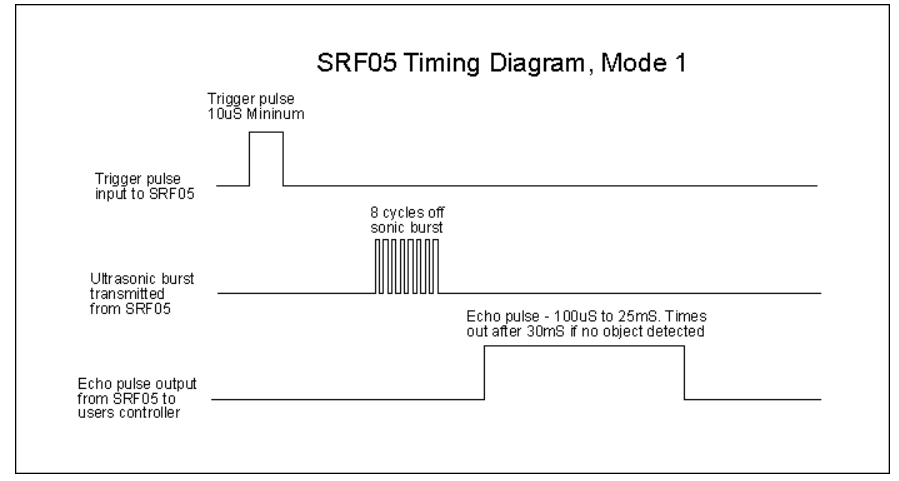 SRF05 Timing Diagram, Mode 1
Trigger pulse
10uS Mininum
Trigger pulse
input to SRF05
8 cycles off
sonic burst
Ultrasonic burst
transmitted
from SRF05
Echo pulse - 100uS to 25mS. Times
out after 30mS if no object detected
Echo pulse output
from SRF05 to
users controller